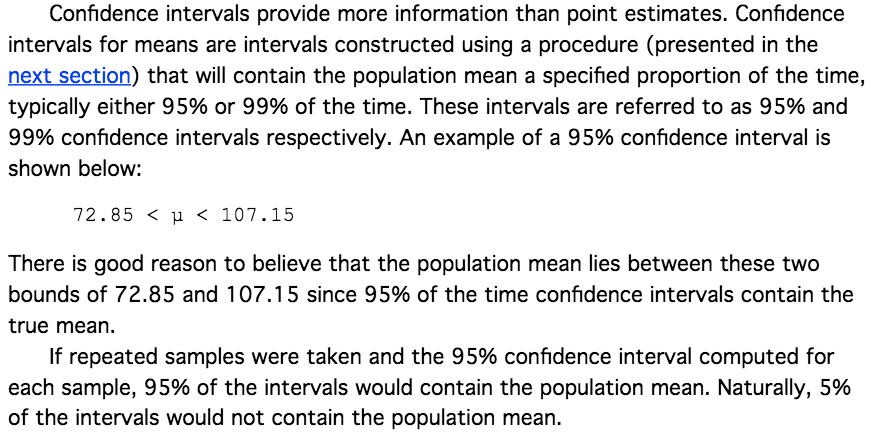 Confidence intervals provide more information than point estimates. Confidence
intervals for means are intervals constructed using a procedure (presented in the
next section) that will contain the population mean a specified proportion of the time,
typically either 95% or 99% of the time. These intervals are referred to as 95% and
99% confidence intervals respectively. An example of a 95% confidence interval is
shown below:
72.85 < μ < 107.15
There is good reason to believe that the population mean lies between these two
bounds of 72.85 and 107.15 since 95% of the time confidence intervals contain the
true mean.
If repeated samples were taken and the 95% confidence interval computed for
each sample, 95% of the intervals would contain the population mean. Naturally, 5%
of the intervals would not contain the population mean.